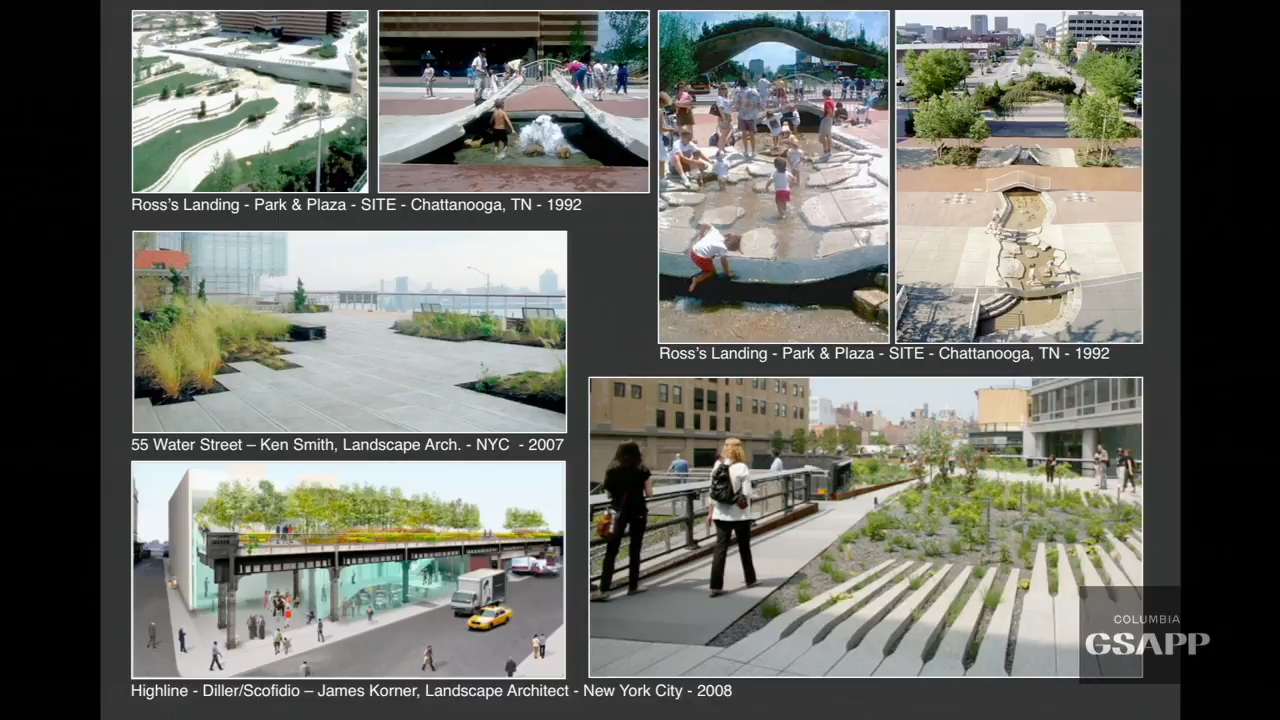 Ross's Landing - Park & Plaza - SITE - Chattanooga, TN - 1992
Ross's Landing - Park & Plaza - SITE - Chattanooga, TN - 1992
55 Water Street – Ken Smith, Landscape Arch. - NYC - 2007
COLUMBIA
GSAPP
Highline - Diller/Scofidio – James Korner, Landscape Architect - New York City - 2008